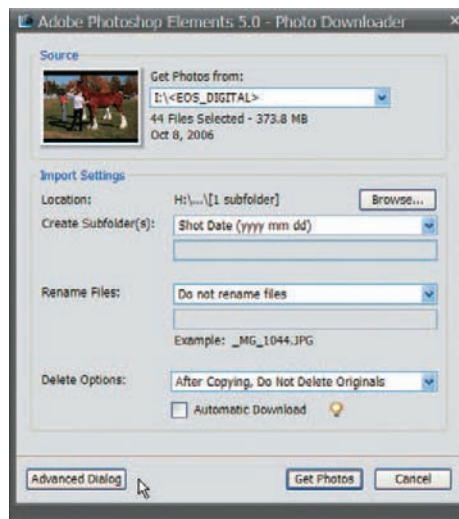 Adobe Photoshop Elements 5.0 - Photo Downloader
Source
Get Photos from:
I:\<EOS_DIGITAL>
44 Files Selected - 373.8 MB
Oct 8, 2006
Import Settings
Location: H:\...\[1 subfolder] Browse...
Create Subfolder(s): Shot Date (yyyy mm dd)
Rename Files: Do not rename files
Example: _MG_1044.JPG
Delete Options: After Copying, Do Not Delete Originals
Automatic Download
Advanced Dialog Get Photos Cancel